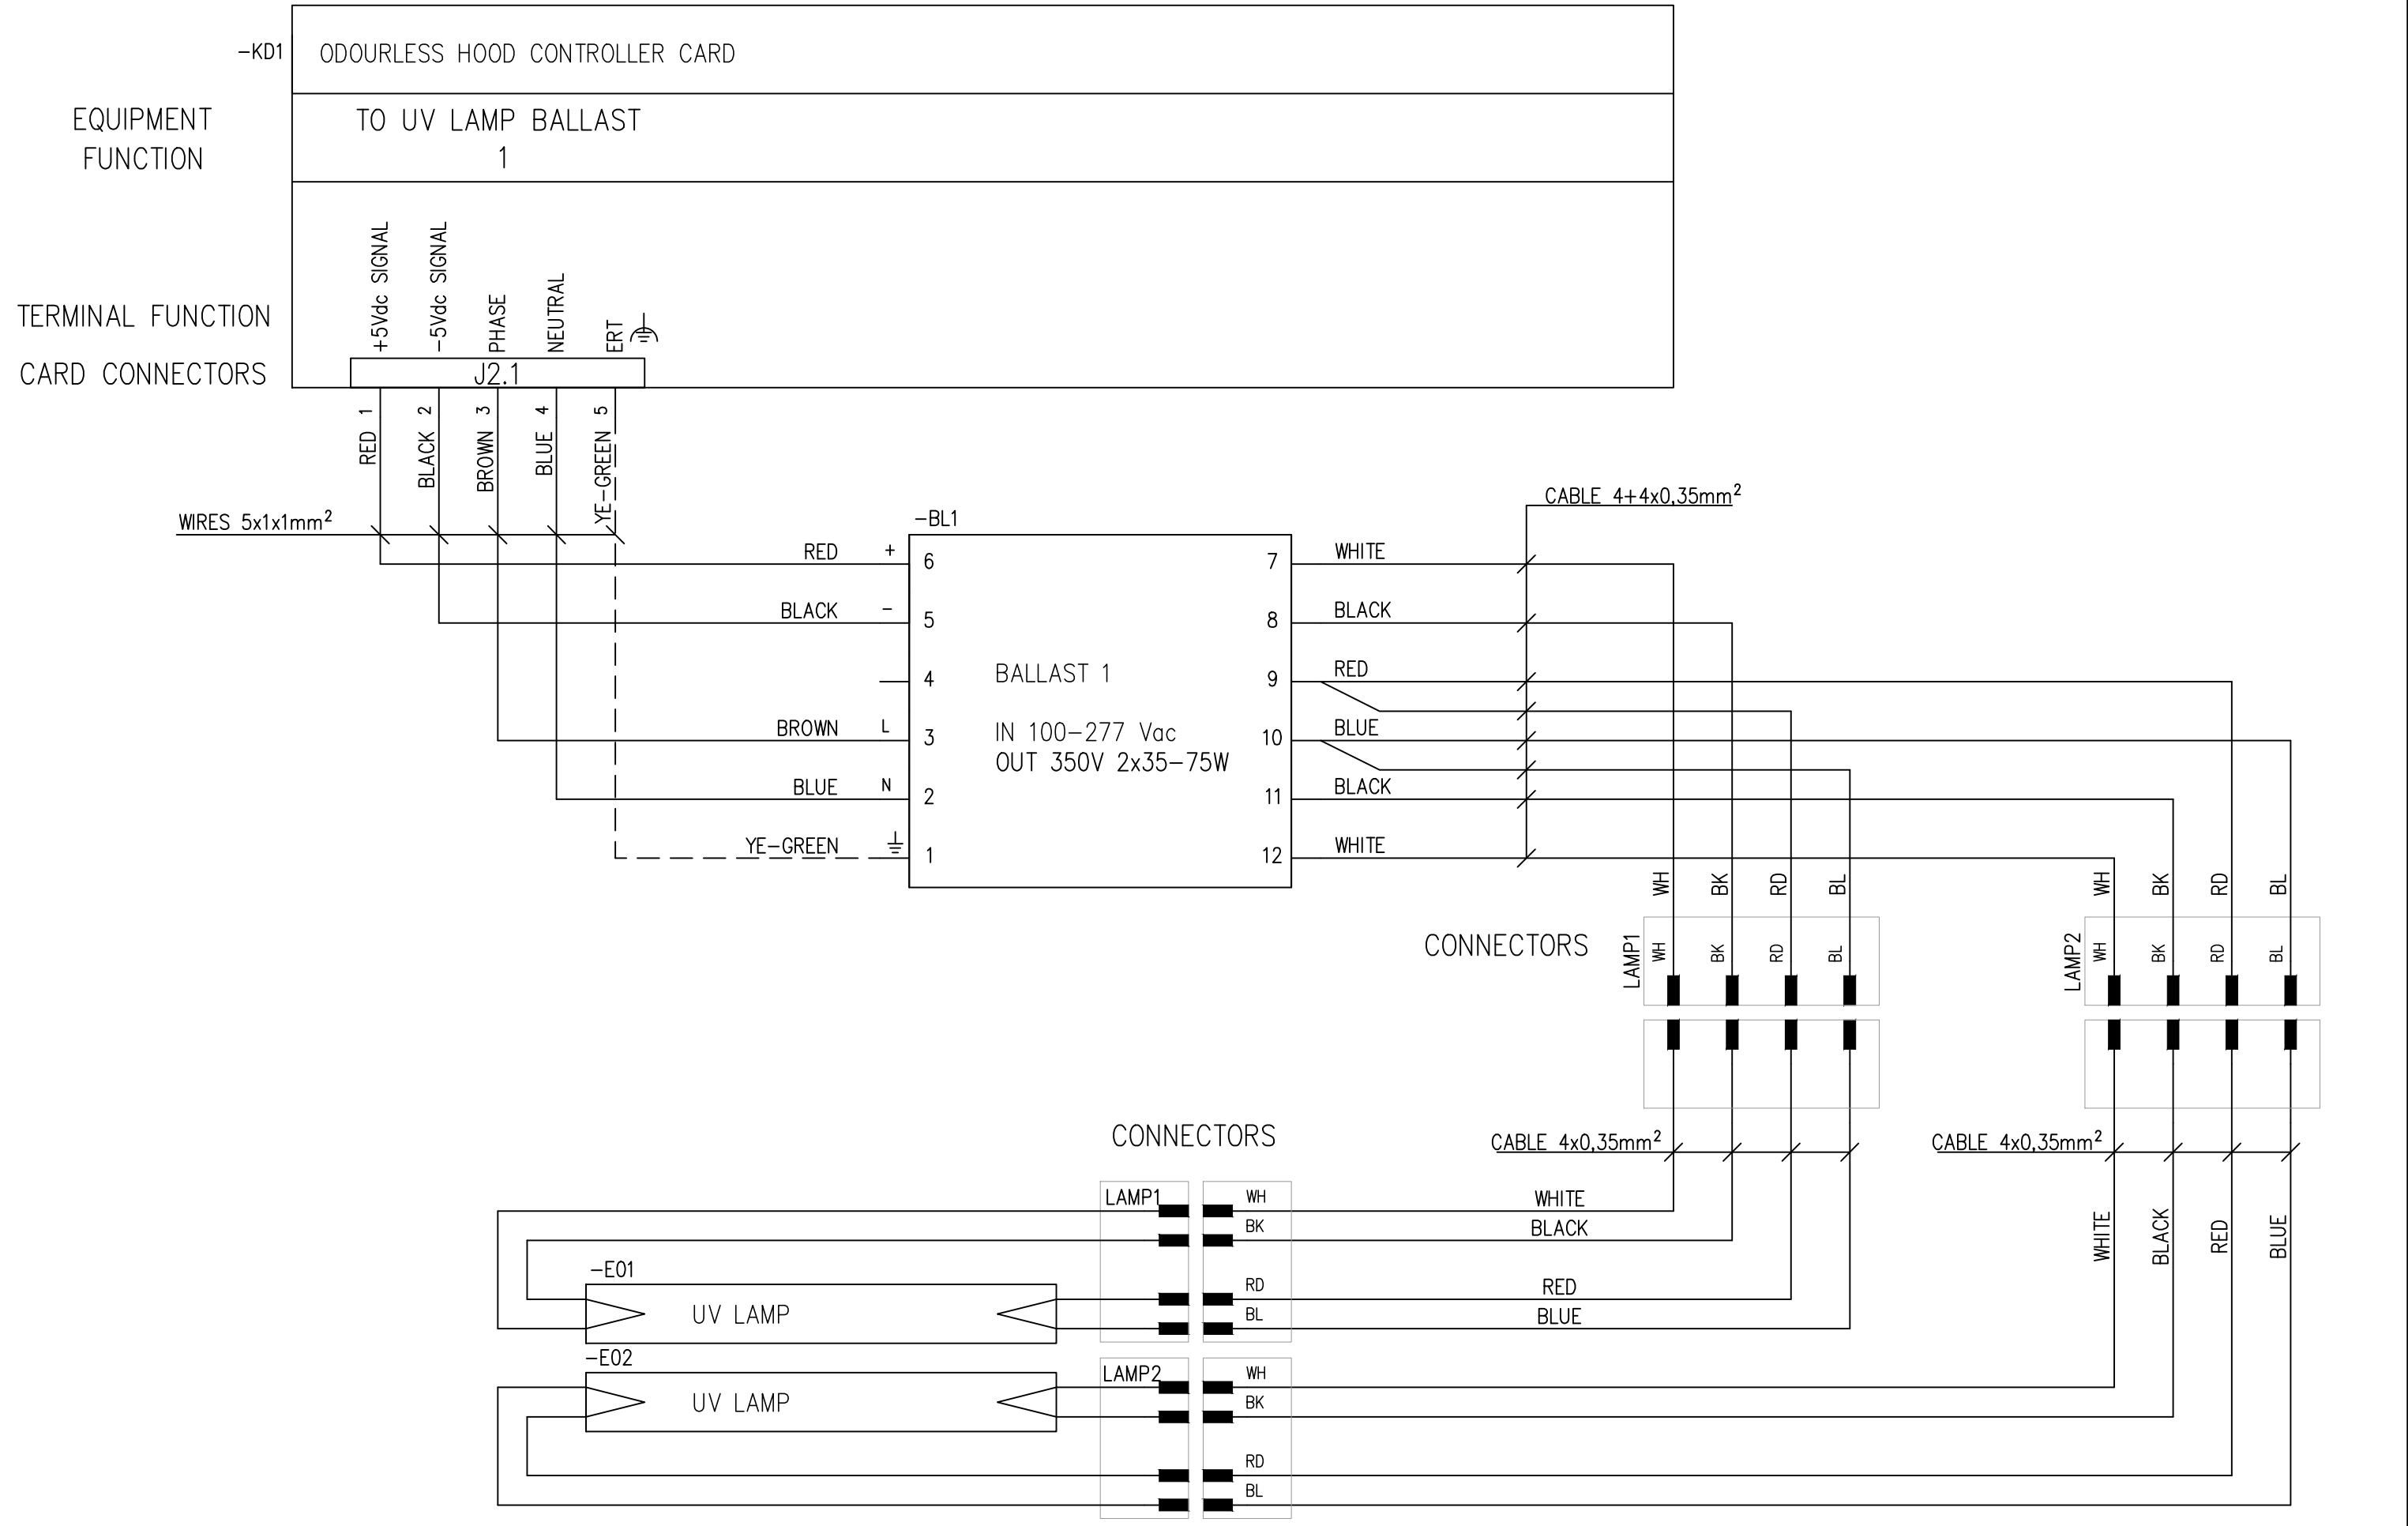 -KD1
ODOURLESS HOOD CONTROLLER CARD
EQUIPMENT
FUNCTION
TO UV LAMP BALLAST
1
TERMINAL FUNCTION
+5Vdc SIGNAL
-5Vdc SIGNAL
PHASE
NEUTRAL
ERT
CARD CONNECTORS
J2.1
RED 1
BLACK 2
BROWN 3
BLUE 4
YE-GREEN 5
WIRES 5x1x1mm²
-BL1
CABLE 4+4x0,35mm²
RED + 6
BLACK - 5
4
BROWN L 3
BLUE N 2
YE-GREEN 1
BALLAST 1
IN 100-277 Vac
OUT 350V 2x35-75W
7 WHITE
8 BLACK
9 RED
10 BLUE
11 BLACK
12 WHITE
WH BK RD BL
WH BK RD BL
CONNECTORS
LAMP1
WH BK RD BL
LAMP2
WH BK RD BL
CONNECTORS
CABLE 4x0,35mm²
CABLE 4x0,35mm²
LAMP1
WH
WHITE
BK
BLACK
-E01
UV LAMP
RD
RED
BL
BLUE
WHITE
BLACK
RED
BLUE
-E02
UV LAMP
LAMP2
WH
BK
RD
BL